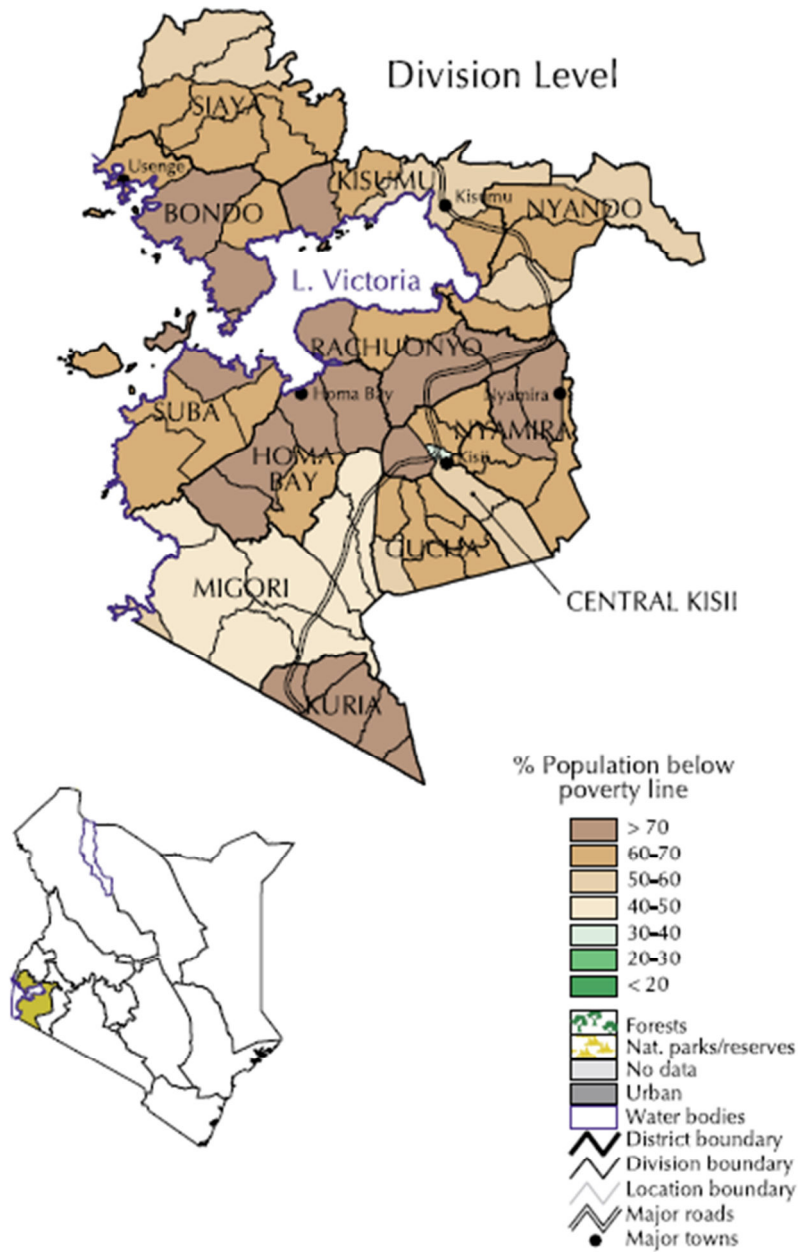 Division Level
SIAYA
Usenge
KISUMU
Kisumu
BONDO
NYANDO
L. Victoria
RACHUONYO
Homa Bay
Nyamira
SUBA
NYAMIRA
HOMA
BAY
Kisii
GUCHA
MIGORI
CENTRAL KISII
KURIA
% Population below
poverty line
> 70
60–70
50–60
40–50
30–40
20–30
< 20
Forests
Nat. parks/reserves
No data
Urban
Water bodies
District boundary
Division boundary
Location boundary
Major roads
Major towns